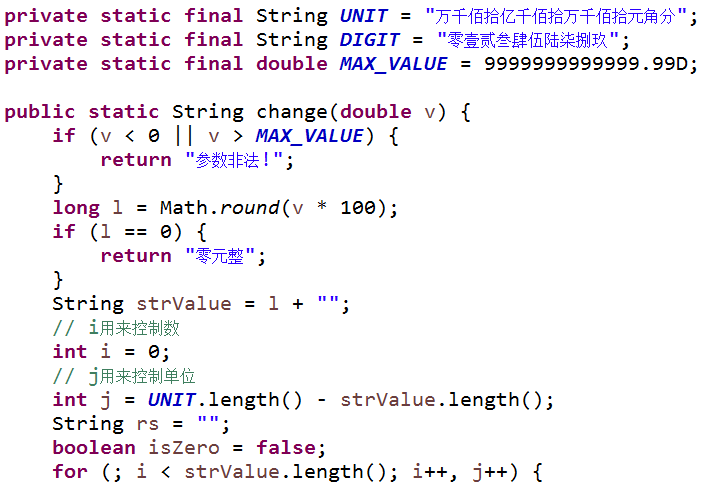 private static final String UNIT = "万千佰拾亿千佰拾万千佰拾元角分";
private static final String DIGIT = "零壹贰叁肆伍陆柒捌玖";
private static final double MAX_VALUE = 9999999999999.99D;
public static String change(double v) {
if (v < 0 || v > MAX_VALUE) {
return "参数非法!";
}
long l = Math.round(v * 100);
if (l == 0) {
return "零元整";
}
String strValue = l + "";
// i用来控制数
int i = 0;
// j用来控制单位
int j = UNIT.length() - strValue.length();
String rs = "";
boolean isZero = false;
for (; i < strValue.length(); i++, j++) {